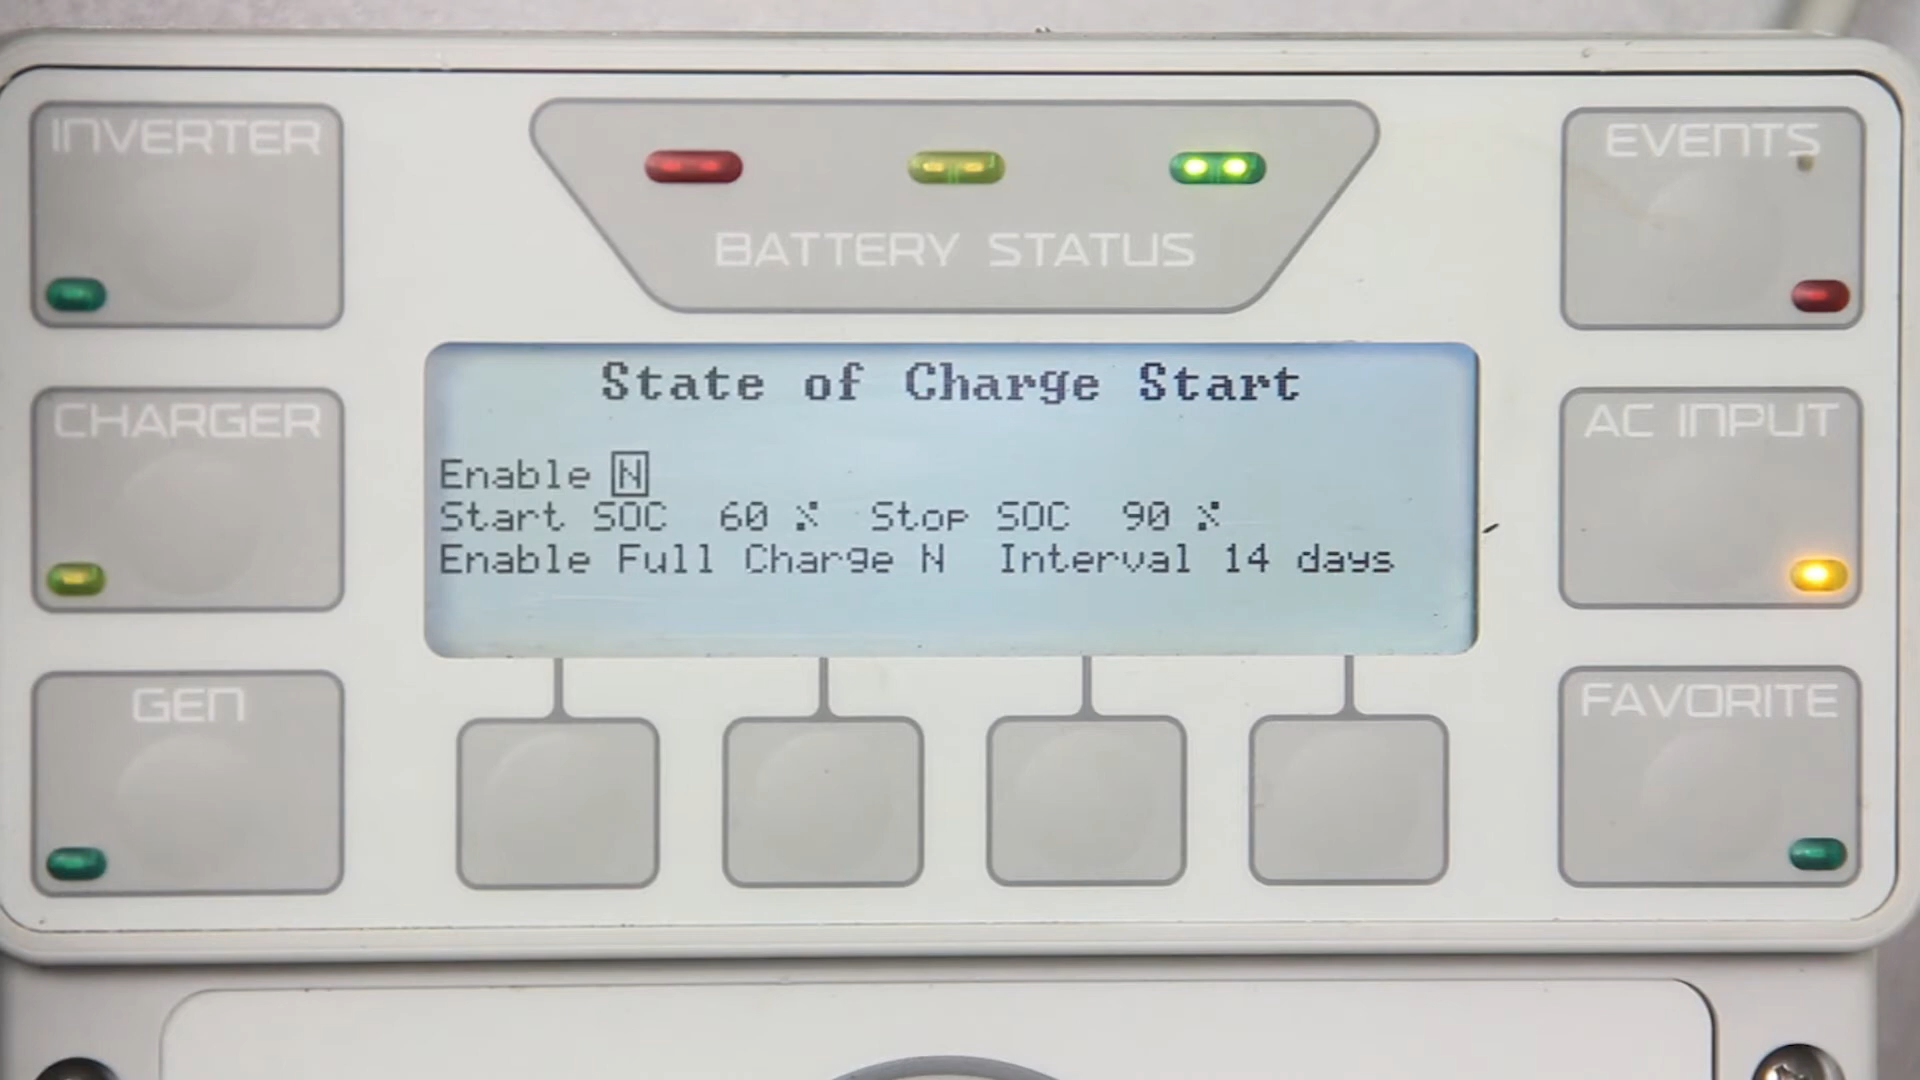 INVERTER
BATTERY STATUS
EVENTS
State of Charge Start
Enable N
Start SOC 60 % Stop SOC 90 %
Enable Full Charge N Interval 14 days
CHARGER
AC INPUT
GEN
FAVORITE